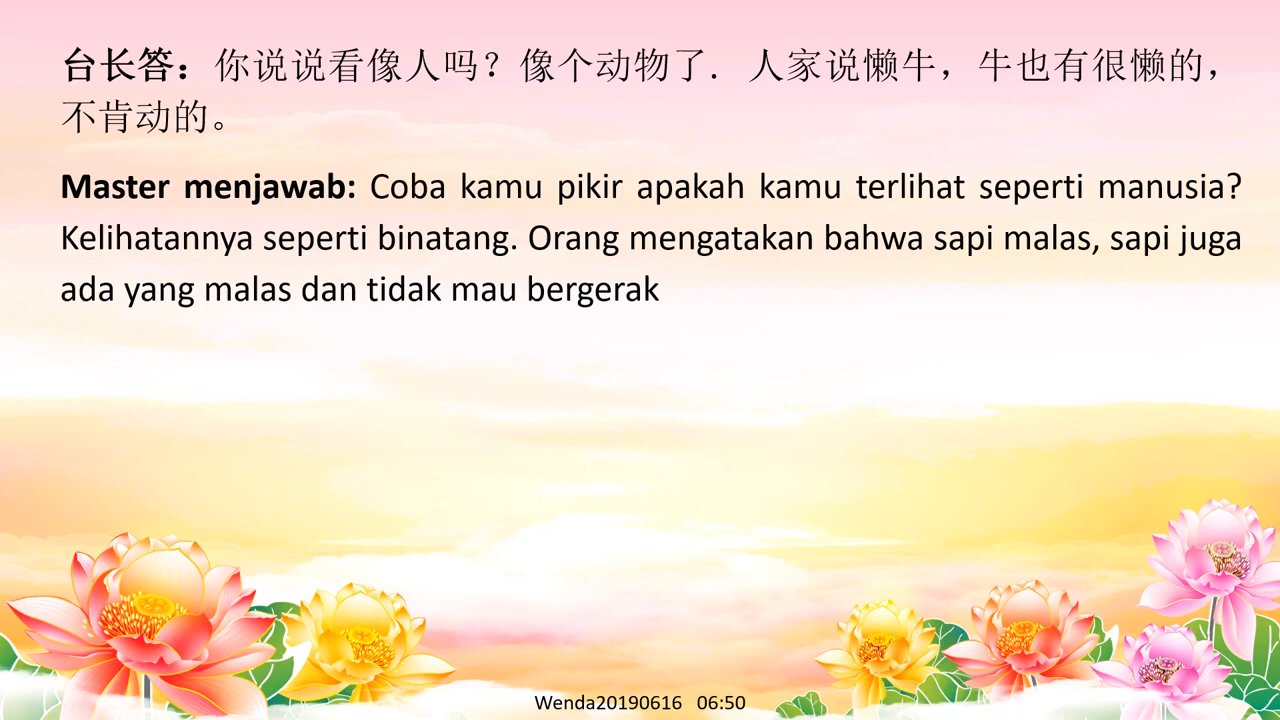 台长答：你说说看像人吗？像个动物了．人家说懒牛，牛也有很懒的，
不肯动的。
Master menjawab: Coba kamu pikir apakah kamu terlihat seperti manusia?
Kelihatannya seperti binatang. Orang mengatakan bahwa sapi malas, sapi juga
ada yang malas dan tidak mau bergerak
Wenda20190616 06:50